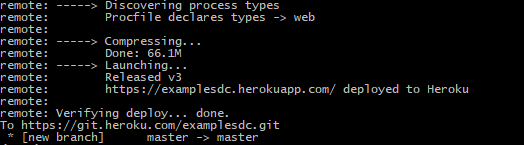 remote: -----> Discovering process types
remote:        Procfile declares types -> web
remote:
remote: -----> Compressing...
remote:        Done: 66.1M
remote: -----> Launching...
remote:        Released v3
remote:        https://examplesdc.herokuapp.com/ deployed to Heroku
remote:
remote: Verifying deploy... done.
To https://git.heroku.com/examplesdc.git
 * [new branch]      master -> master